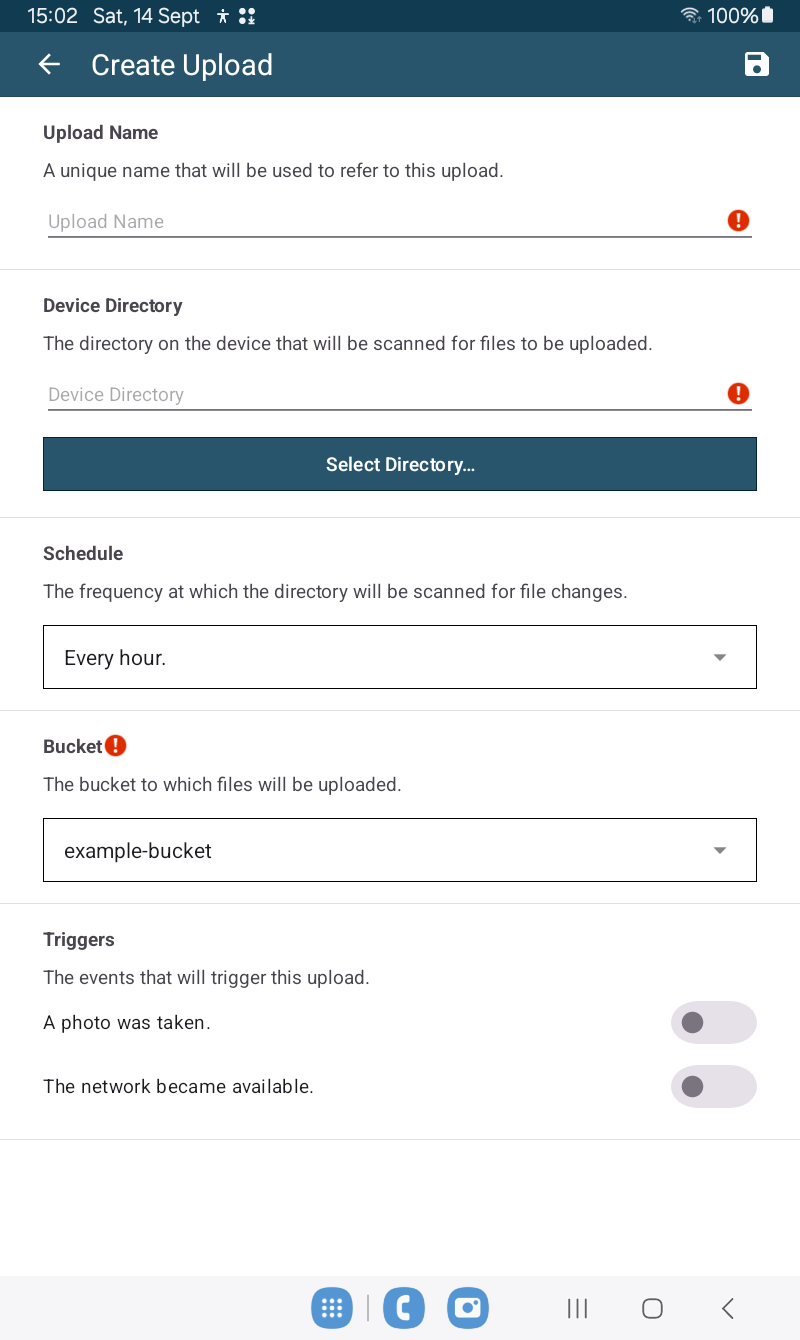 15:02 Sat, 14 Sept 100%
Create Upload
Upload Name
A unique name that will be used to refer to this upload.
Upload Name
Device Directory
The directory on the device that will be scanned for files to be uploaded.
Device Directory
Select Directory...
Schedule
The frequency at which the directory will be scanned for file changes.
Every hour.
Bucket
The bucket to which files will be uploaded.
example-bucket
Triggers
The events that will trigger this upload.
A photo was taken.
The network became available.